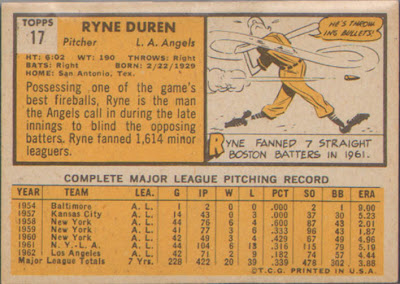 TOPPS
17
RYNE DUREN
Pitcher L. A. Angels
HT: 6:02 WT: 190 THROWS: Right
BATS: Right BORN: 2/22/1929
HOME: San Antonio, Tex.
Possessing one of the game's
best fireballs, Ryne is the man
the Angels call in during the late
innings to blind the opposing
batters. Ryne fanned 1,614 minor
leaguers.
HE'S THROW-
ING BULLETS!
RYNE FANNED 7 STRAIGHT
BOSTON BATTERS IN 1961.
COMPLETE MAJOR LEAGUE PITCHING RECORD
YEAR TEAM LEA. G IP W L PCT SO BB ERA
1954 Baltimore A. L. 1 2 0 0 .000 2 1 9.00
1957 Kansas City A. L. 14 43 0 3 .000 37 30 5.23
1958 New York A. L. 44 76 6 4 .600 87 43 2.01
1959 New York A. L. 41 77 3 6 .333 96 43 1.87
1960 New York A. L. 42 49 3 4 .429 67 49 4.96
1961 N. Y.-L. A. A. L. 44 104 6 13 .316 115 79 5.19
1962 Los Angeles A. L. 42 71 2 9 .182 74 57 4.44
Major League Totals 7 Yrs. 228 422 20 39 .339 478 302 3.88
©T.C.G. PRINTED IN U.S.A.